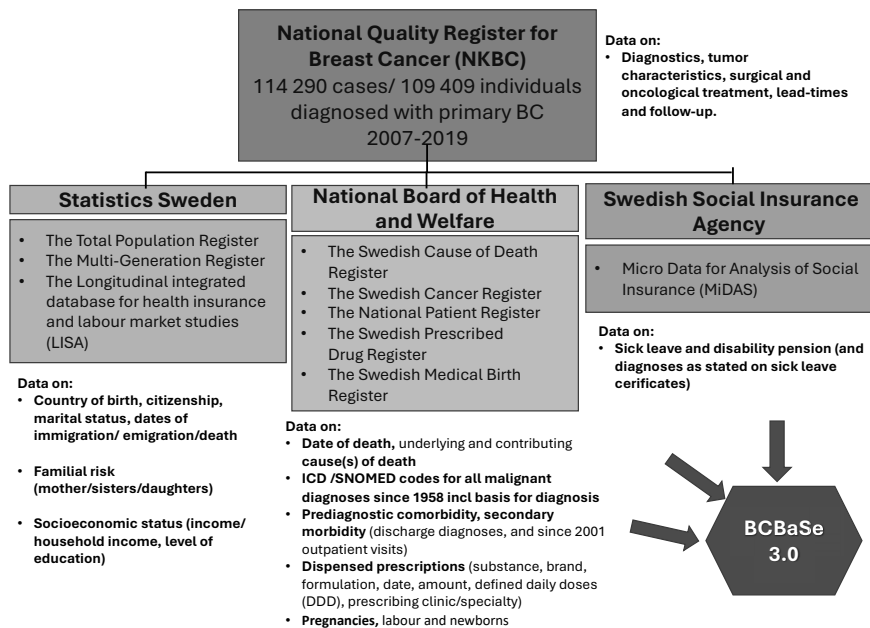 National Quality Register for
Breast Cancer (NKBC)
114 290 cases/ 109 409 individuals
diagnosed with primary BC
2007-2019
Data on:
• Diagnostics, tumor
characteristics, surgical and
oncological treatment, lead-times
and follow-up.
Statistics Sweden
• The Total Population Register
• The Multi-Generation Register
• The Longitudinal integrated
database for health insurance
and labour market studies
(LISA)
Data on:
• Country of birth, citizenship,
marital status, dates of
immigration/ emigration/death
• Familial risk
(mother/sisters/daughters)
• Socioeconomic status (income/
household income, level of
education)
National Board of Health
and Welfare
• The Swedish Cause of Death
Register
• The Swedish Cancer Register
• The National Patient Register
• The Swedish Prescribed
Drug Register
• The Swedish Medical Birth
Register
Data on:
• Date of death, underlying and contributing
cause(s) of death
• ICD /SNOMED codes for all malignant
diagnoses since 1958 incl basis for diagnosis
• Prediagnostic comorbidity, secondary
morbidity (discharge diagnoses, and since 2001
outpatient visits)
• Dispensed prescriptions (substance, brand,
formulation, date, amount, defined daily doses
(DDD), prescribing clinic/specialty)
• Pregnancies, labour and newborns
Swedish Social Insurance
Agency
• Micro Data for Analysis of Social
Insurance (MiDAS)
Data on:
• Sick leave and disability pension (and
diagnoses as stated on sick leave
cerificates)
BCBaSe
3.0